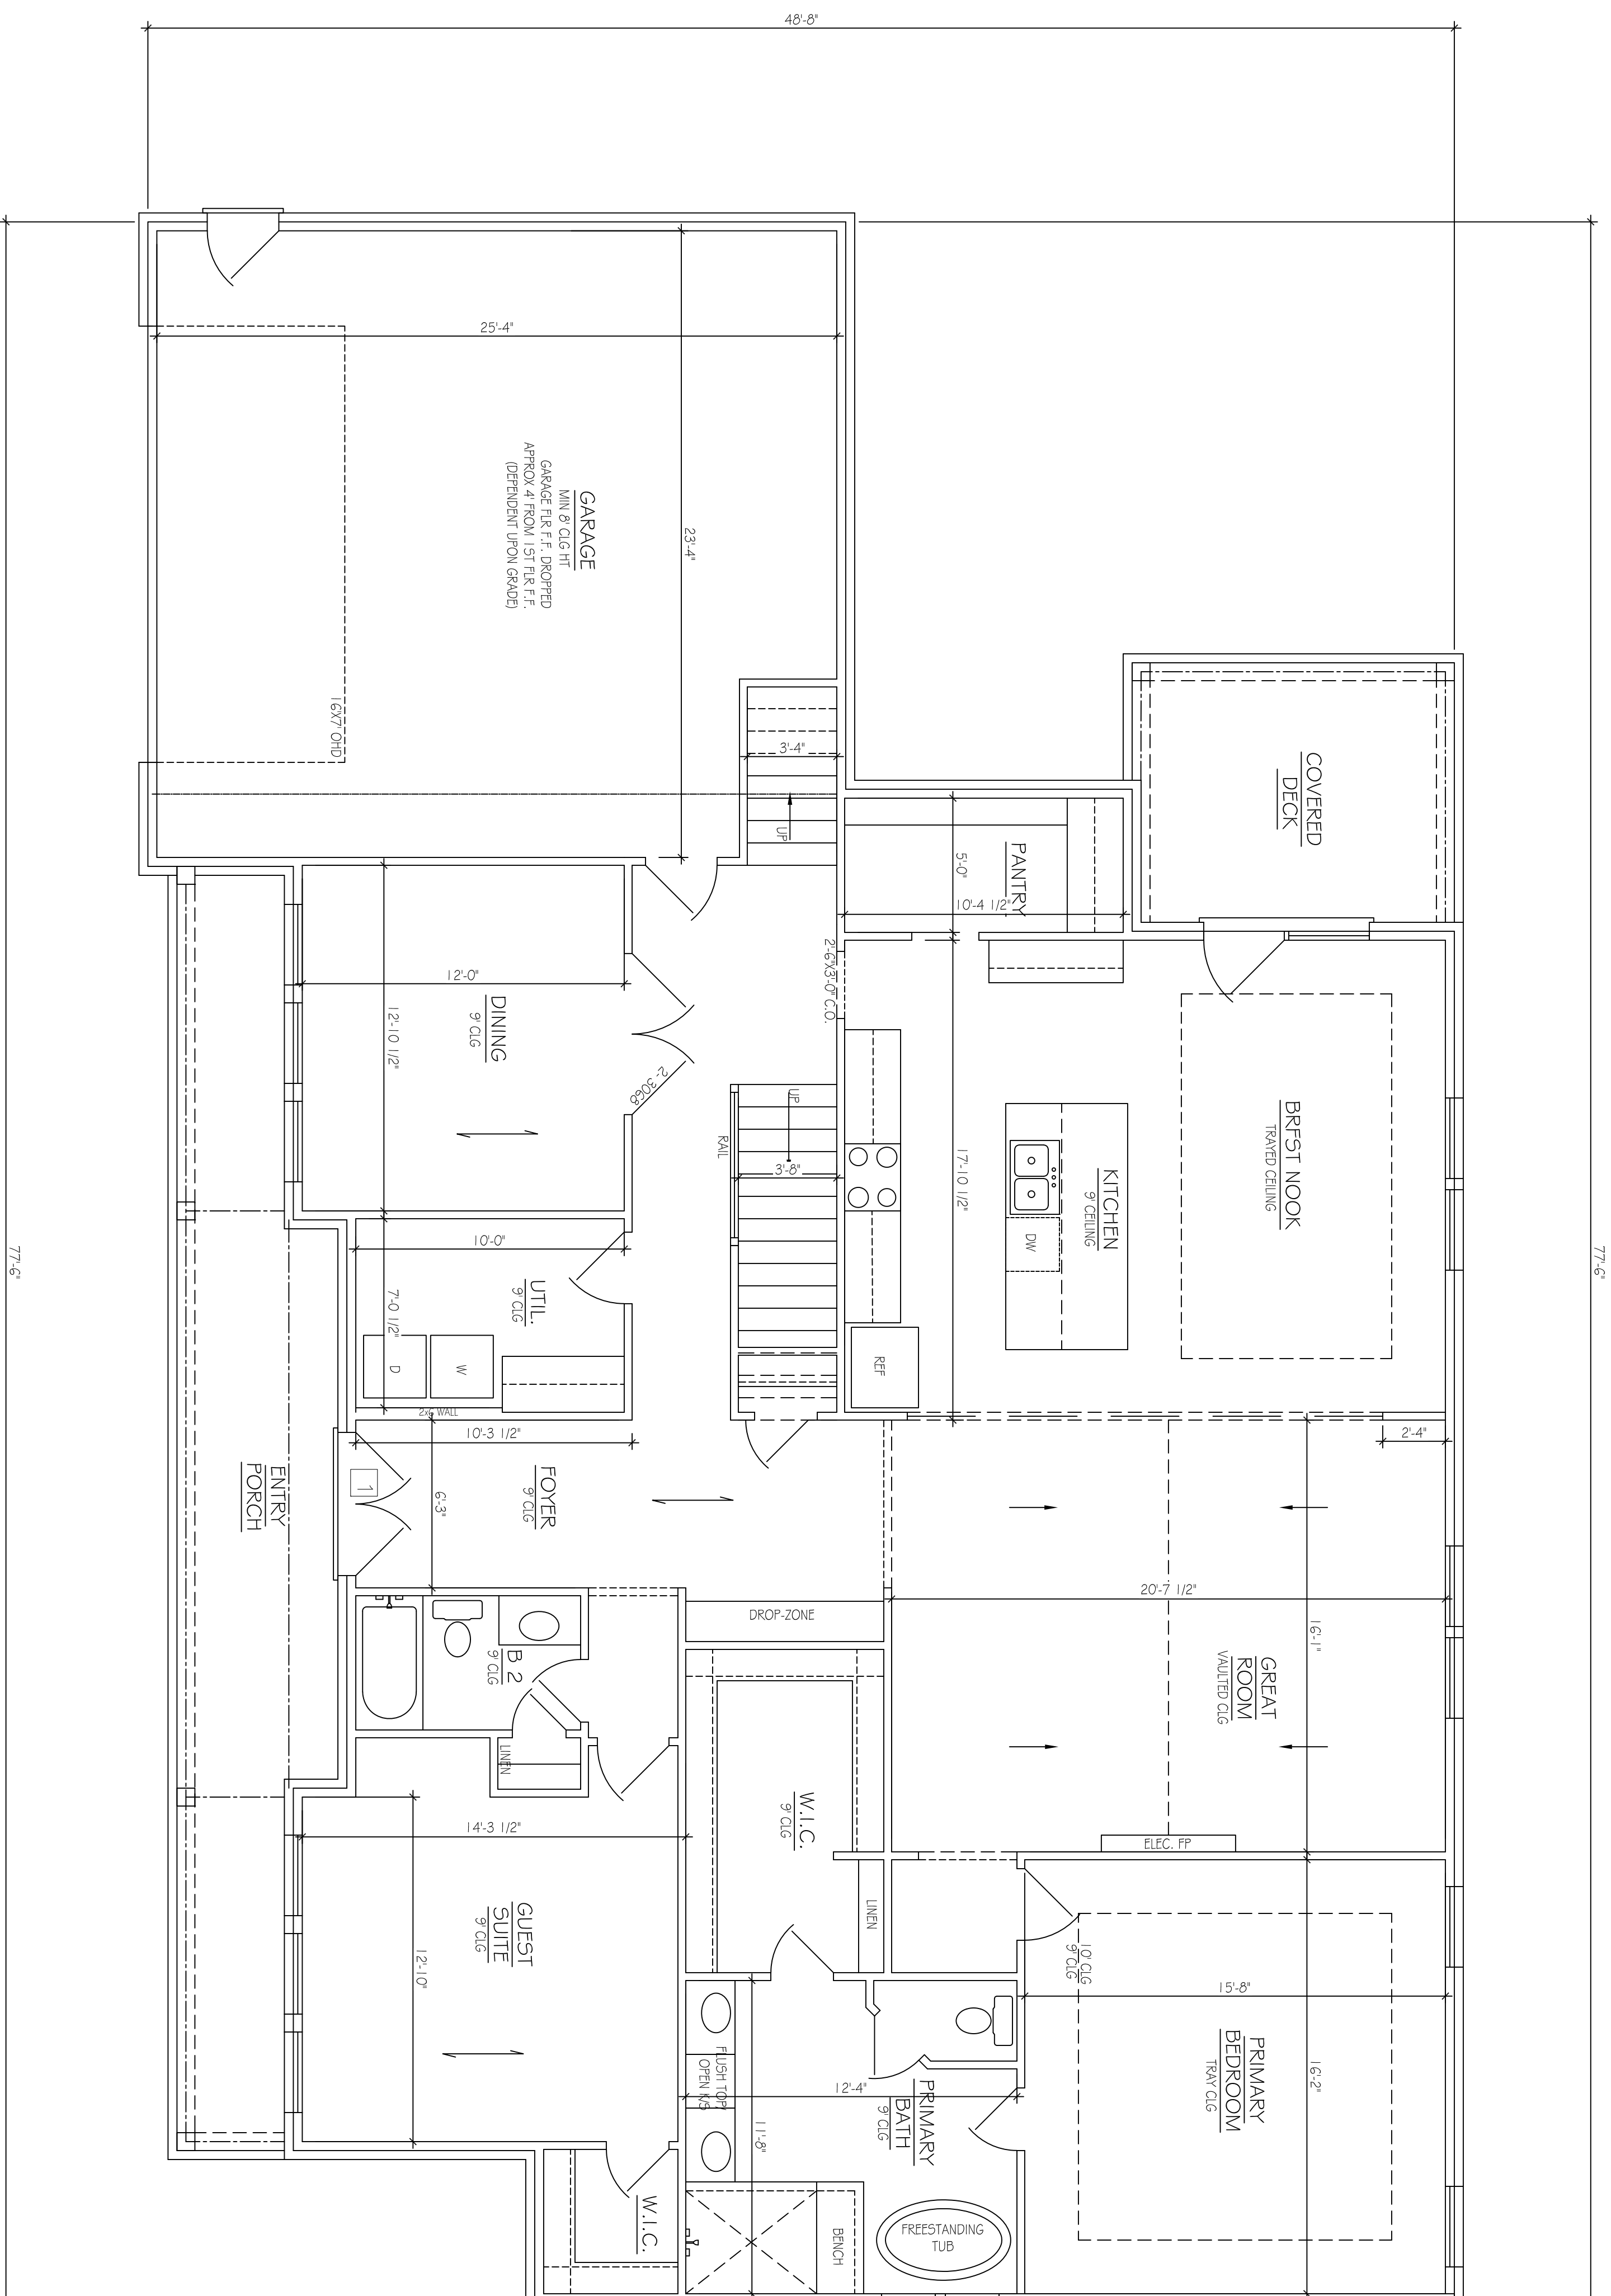 48'-8"
77'-6"
77'-6"
25'-4"
23'-4"
GARAGE
MIN 8' CLG HT
GARAGE FLR F.F. DROPPED
APPROX 4' FROM 1ST FLR F.F.
(DEPENDENT UPON GRADE)
16'X7' OHD
3'-4"
UP
COVERED
DECK
PANTRY
5'-0"
10'-4 1/2"
2'-6"X3'-0" C.O.
12'-0"
12'-10 1/2"
DINING
9' CLG
2- 3068
UP
RAIL
3'-8"
17'-10 1/2"
KITCHEN
9' CEILING
DW
BRFST NOOK
TRAYED CEILING
REF
10'-0"
UTIL.
9' CLG
7'-0 1/2"
D
W
2x6 WALL
10'-3 1/2"
2'-4"
ENTRY
PORCH
1
FOYER
9' CLG
6'-3"
DROP-ZONE
20'-7 1/2"
16'-1"
GREAT
ROOM
VAULTED CLG
B 2
9' CLG
LINEN
W.I.C.
9' CLG
ELEC. FP
14'-3 1/2"
LINEN
GUEST
SUITE
9' CLG
12'-10"
10' CLG
9' CLG
15'-8"
PRIMARY
BEDROOM
TRAY CLG
16'-2"
FLUSH TOP/
OPEN K/S
12'-4"
11'-8"
PRIMARY
BATH
9' CLG
W.I.C.
BENCH
FREESTANDING
TUB